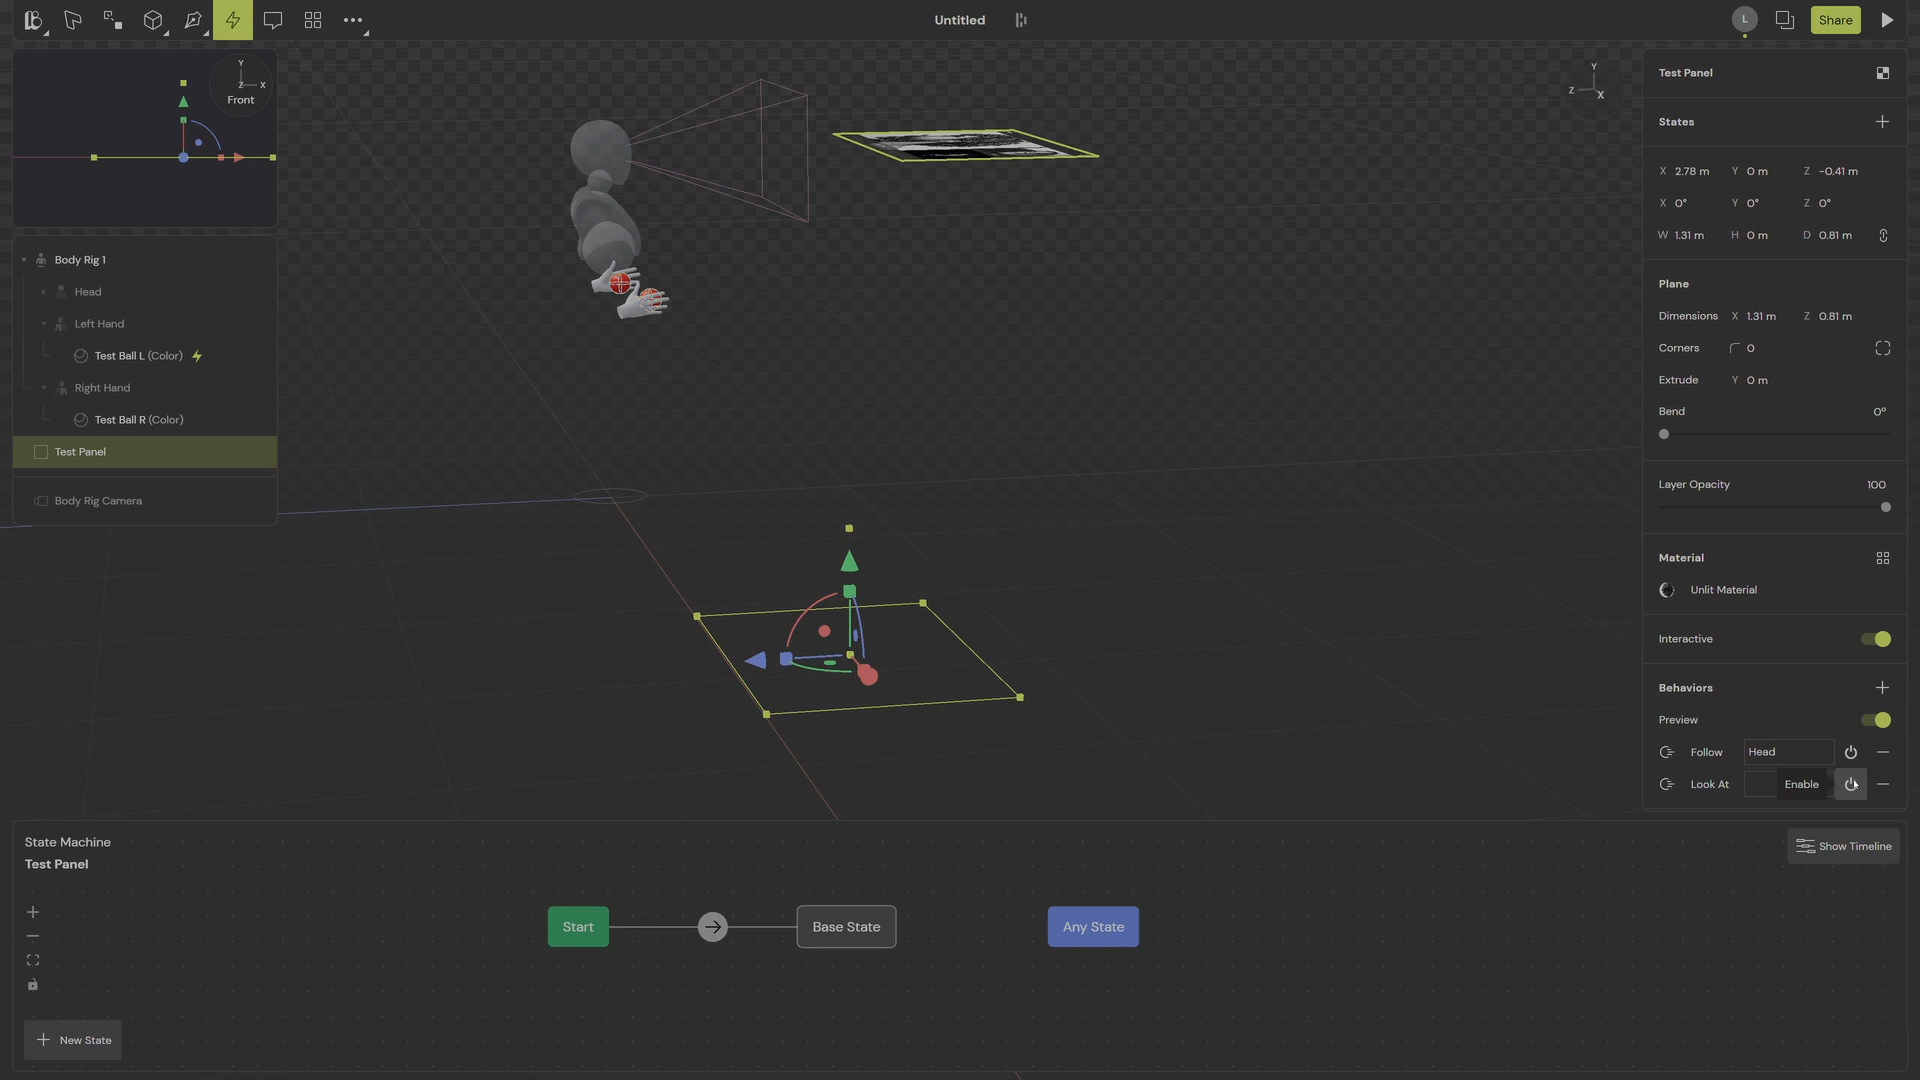 Untitled
L
Share
Y
Z X
Front
Y
Z X
Body Rig 1
Head
Left Hand
Test Ball L (Color)
Right Hand
Test Ball R (Color)
Test Panel
Body Rig Camera
Test Panel
States
X 2.78 m Y 0 m Z -0.41 m
X 0° Y 0° Z 0°
W 1.31 m H 0 m D 0.81 m
Plane
Dimensions X 1.31 m Z 0.81 m
Corners 0
Extrude Y 0 m
Bend 0°
Layer Opacity 100
Material
Unlit Material
Interactive
Behaviors
Preview
Follow Head
Look At Enable
State Machine
Test Panel
Show Timeline
Start
Base State
Any State
New State